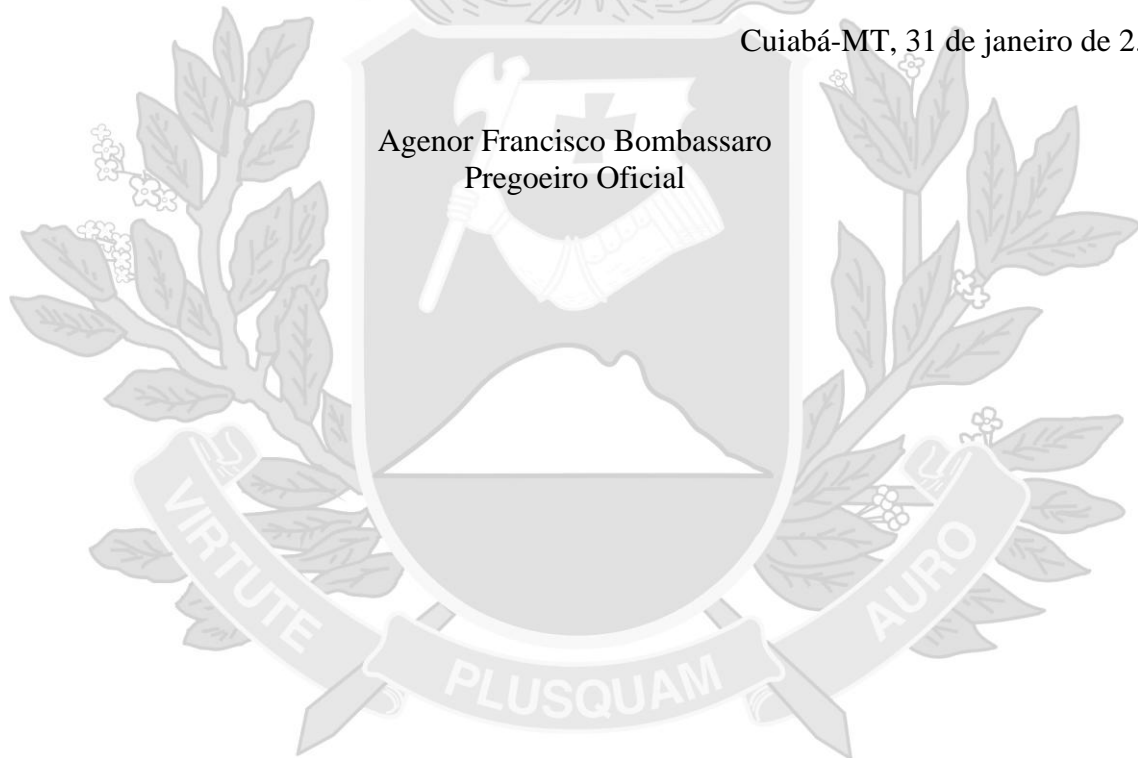 Cuiabá-MT, 31 de janeiro de 2.
Agenor Francisco Bombassaro
Pregoeiro Oficial
VIRTUTE
PLUSQUAM
AURO